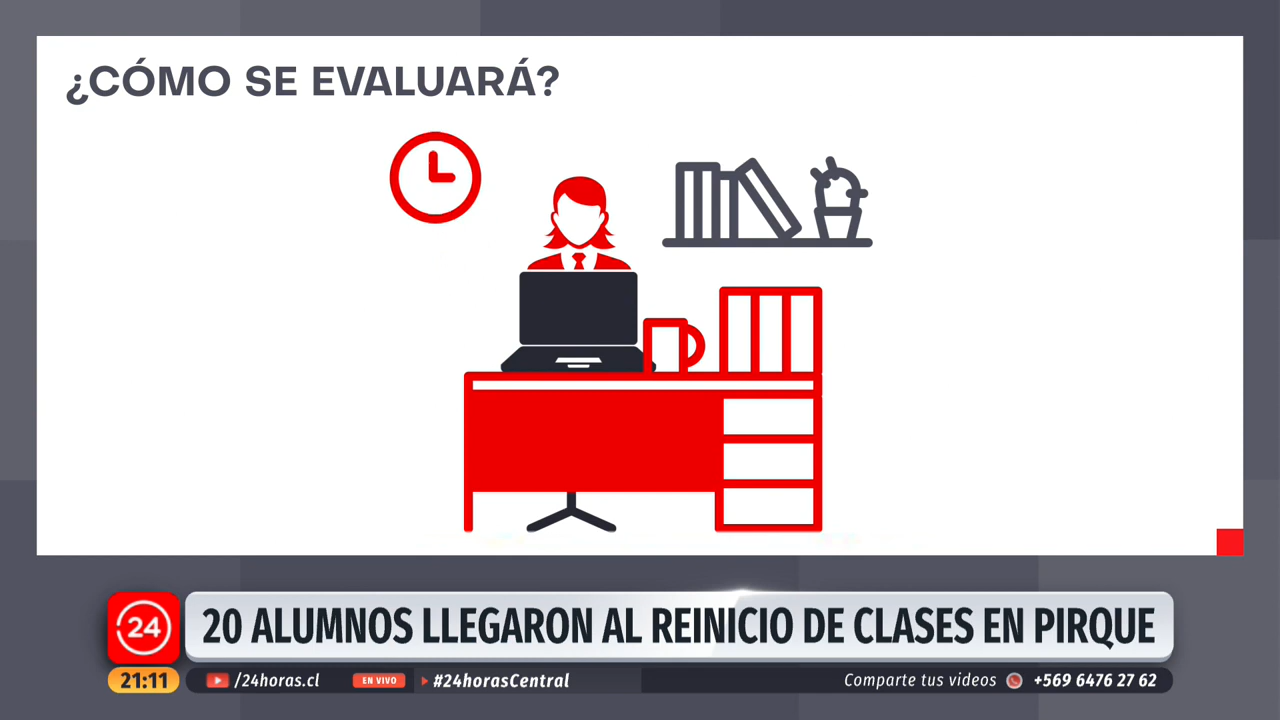 ¿CÓMO SE EVALUARÁ?
24 20 ALUMNOS LLEGARON AL REINICIO DE CLASES EN PIRQUE
21:11 /24horas.cl EN VIVO #24horasCentral Comparte tus videos +569 6476 27 62